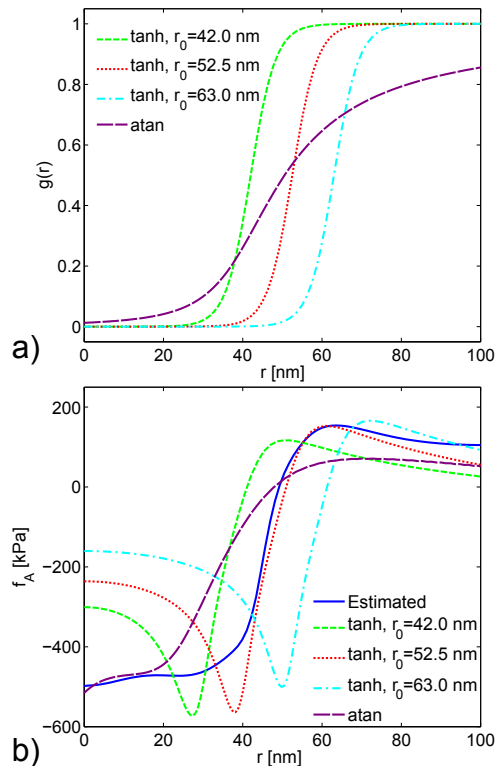 1
0.8
0.6
0.4
0.2
0
g(r)
tanh, r₀=42.0 nm
tanh, r₀=52.5 nm
tanh, r₀=63.0 nm
atan
0 20 40 60 80 100
r [nm]
a)
200
0
−200
−400
−600
f_A [kPa]
Estimated
tanh, r₀=42.0 nm
tanh, r₀=52.5 nm
tanh, r₀=63.0 nm
atan
0 20 40 60 80 100
r [nm]
b)